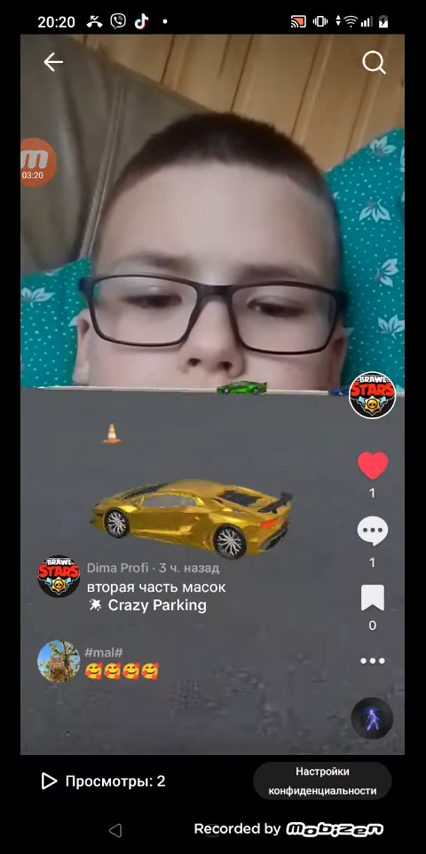 20:20
03:20
BRAWL
STARS
1
1
BRAWL
STARS
Dima Profi · 3 ч. назад
вторая часть масок
Crazy Parking
0
#mal#
Просмотры: 2
Настройки
конфиденциальности
Recorded by mobizen